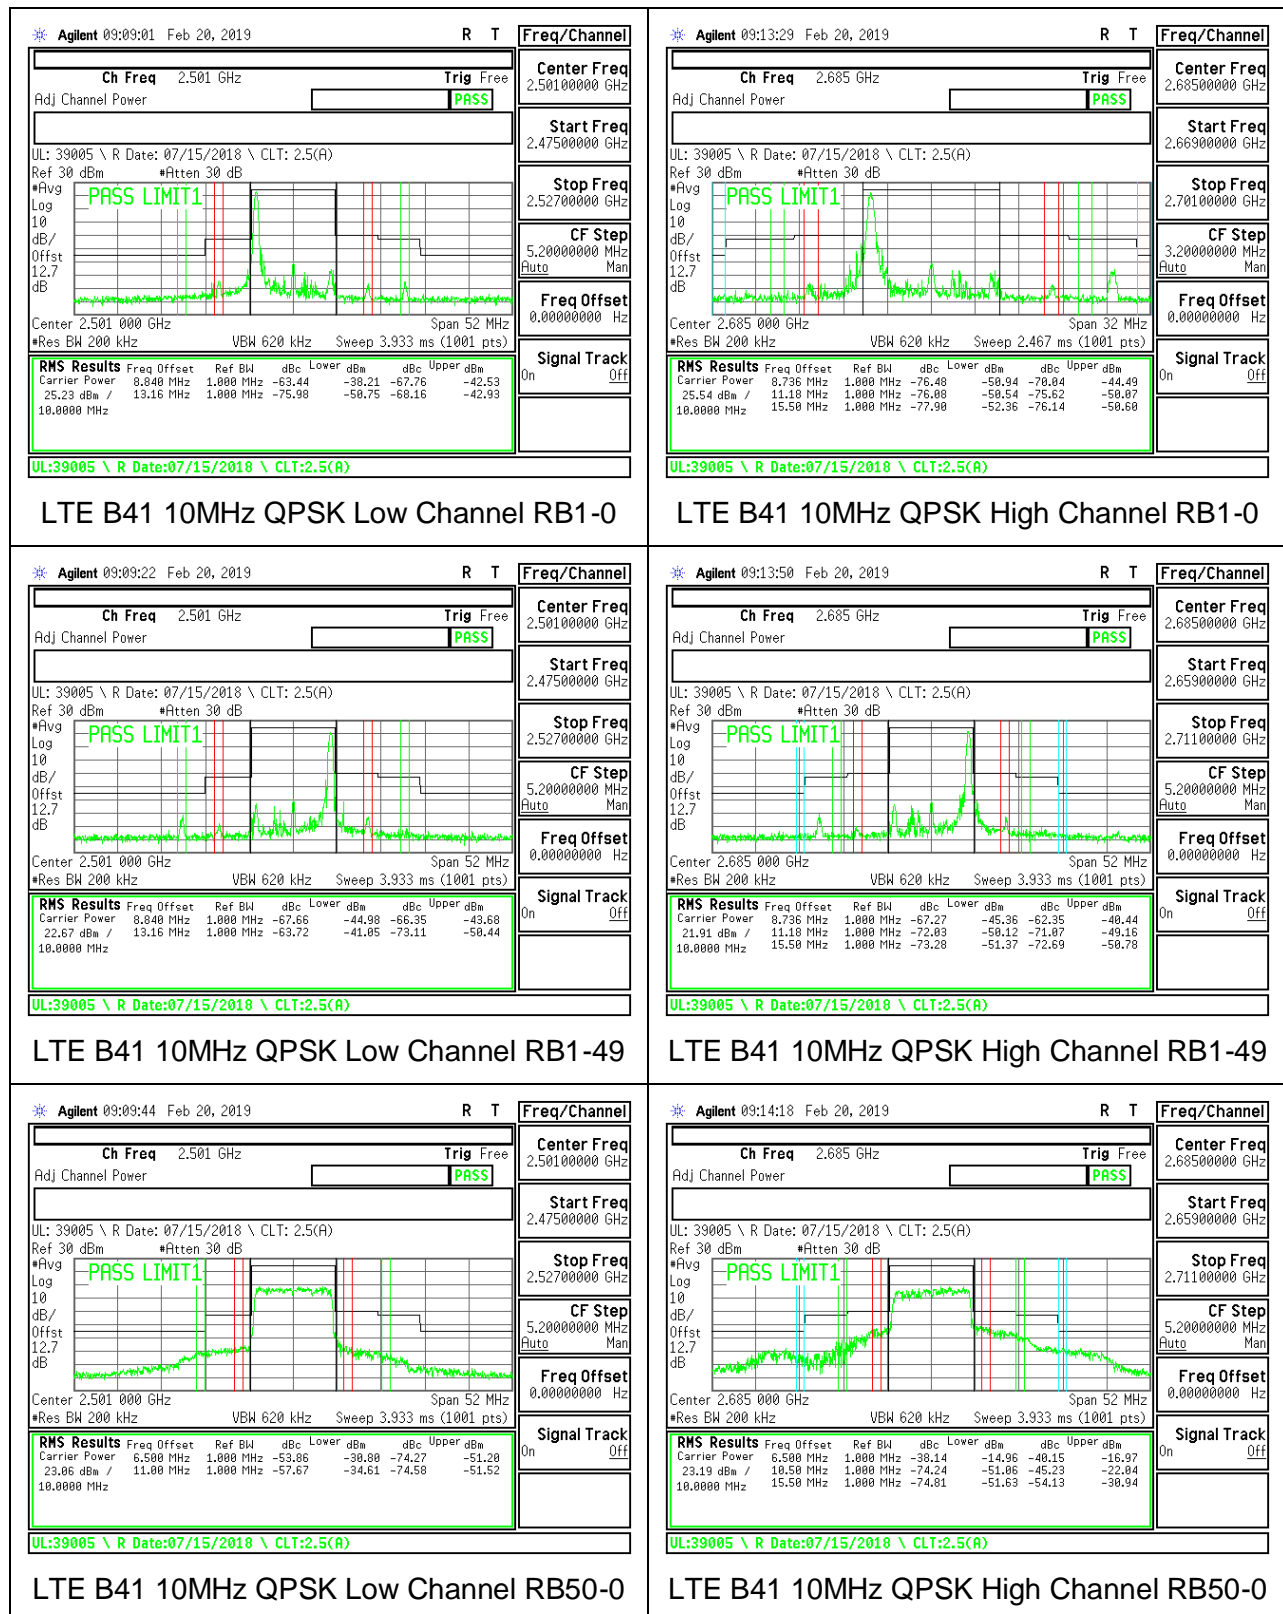 Agilent 09:09:01 Feb 20, 2019 R T Freq/Channel
Ch Freq 2.501 GHz Trig Free
Adj Channel Power PASS
UL: 39005 \ R Date: 07/15/2018 \ CLT: 2.5(A)
Ref 30 dBm #Atten 30 dB
#Avg
Log
10
dB/
Offst
12.7
dB
PASS LIMIT1
Center 2.501 000 GHz Span 52 MHz
#Res BW 200 kHz VBW 620 kHz Sweep 3.933 ms (1001 pts)
RMS Results Freq Offset Ref BW dBc Lower dBm dBc Upper dBm
Carrier Power 8.840 MHz 1.000 MHz -63.44 -38.21 -67.76 -42.53
25.23 dBm / 13.16 MHz 1.000 MHz -75.98 -50.75 -68.16 -42.93
10.0000 MHz
UL:39005 \ R Date:07/15/2018 \ CLT:2.5(A)
Center Freq
2.50100000 GHz
Start Freq
2.47500000 GHz
Stop Freq
2.52700000 GHz
CF Step
5.20000000 MHz
Auto Man
Freq Offset
0.00000000 Hz
Signal Track
On Off
LTE B41 10MHz QPSK Low Channel RB1-0
Agilent 09:13:29 Feb 20, 2019 R T Freq/Channel
Ch Freq 2.685 GHz Trig Free
Adj Channel Power PASS
UL: 39005 \ R Date: 07/15/2018 \ CLT: 2.5(A)
Ref 30 dBm #Atten 30 dB
#Avg
Log
10
dB/
Offst
12.7
dB
PASS LIMIT1
Center 2.685 000 GHz Span 32 MHz
#Res BW 200 kHz VBW 620 kHz Sweep 2.467 ms (1001 pts)
RMS Results Freq Offset Ref BW dBc Lower dBm dBc Upper dBm
Carrier Power 8.736 MHz 1.000 MHz -76.48 -50.94 -70.04 -44.49
25.54 dBm / 11.18 MHz 1.000 MHz -76.08 -50.54 -75.62 -50.07
10.0000 MHz 15.50 MHz 1.000 MHz -77.90 -52.36 -76.14 -50.60
UL:39005 \ R Date:07/15/2018 \ CLT:2.5(A)
Center Freq
2.68500000 GHz
Start Freq
2.66900000 GHz
Stop Freq
2.70100000 GHz
CF Step
3.20000000 MHz
Auto Man
Freq Offset
0.00000000 Hz
Signal Track
On Off
LTE B41 10MHz QPSK High Channel RB1-0
Agilent 09:09:22 Feb 20, 2019 R T Freq/Channel
Ch Freq 2.501 GHz Trig Free
Adj Channel Power PASS
UL: 39005 \ R Date: 07/15/2018 \ CLT: 2.5(A)
Ref 30 dBm #Atten 30 dB
#Avg
Log
10
dB/
Offst
12.7
dB
PASS LIMIT1
Center 2.501 000 GHz Span 52 MHz
#Res BW 200 kHz VBW 620 kHz Sweep 3.933 ms (1001 pts)
RMS Results Freq Offset Ref BW dBc Lower dBm dBc Upper dBm
Carrier Power 8.840 MHz 1.000 MHz -67.66 -44.98 -66.35 -43.68
22.67 dBm / 13.16 MHz 1.000 MHz -63.72 -41.05 -73.11 -50.44
10.0000 MHz
UL:39005 \ R Date:07/15/2018 \ CLT:2.5(A)
Center Freq
2.50100000 GHz
Start Freq
2.47500000 GHz
Stop Freq
2.52700000 GHz
CF Step
5.20000000 MHz
Auto Man
Freq Offset
0.00000000 Hz
Signal Track
On Off
LTE B41 10MHz QPSK Low Channel RB1-49
Agilent 09:13:50 Feb 20, 2019 R T Freq/Channel
Ch Freq 2.685 GHz Trig Free
Adj Channel Power PASS
UL: 39005 \ R Date: 07/15/2018 \ CLT: 2.5(A)
Ref 30 dBm #Atten 30 dB
#Avg
Log
10
dB/
Offst
12.7
dB
PASS LIMIT1
Center 2.685 000 GHz Span 52 MHz
#Res BW 200 kHz VBW 620 kHz Sweep 3.933 ms (1001 pts)
RMS Results Freq Offset Ref BW dBc Lower dBm dBc Upper dBm
Carrier Power 8.736 MHz 1.000 MHz -67.27 -45.36 -62.35 -40.44
21.91 dBm / 11.18 MHz 1.000 MHz -72.03 -50.12 -71.07 -49.16
10.0000 MHz 15.50 MHz 1.000 MHz -73.28 -51.37 -72.69 -50.78
UL:39005 \ R Date:07/15/2018 \ CLT:2.5(A)
Center Freq
2.68500000 GHz
Start Freq
2.65900000 GHz
Stop Freq
2.71100000 GHz
CF Step
5.20000000 MHz
Auto Man
Freq Offset
0.00000000 Hz
Signal Track
On Off
LTE B41 10MHz QPSK High Channel RB1-49
Agilent 09:09:44 Feb 20, 2019 R T Freq/Channel
Ch Freq 2.501 GHz Trig Free
Adj Channel Power PASS
UL: 39005 \ R Date: 07/15/2018 \ CLT: 2.5(A)
Ref 30 dBm #Atten 30 dB
#Avg
Log
10
dB/
Offst
12.7
dB
PASS LIMIT1
Center 2.501 000 GHz Span 52 MHz
#Res BW 200 kHz VBW 620 kHz Sweep 3.933 ms (1001 pts)
RMS Results Freq Offset Ref BW dBc Lower dBm dBc Upper dBm
Carrier Power 6.500 MHz 1.000 MHz -53.86 -30.80 -74.27 -51.20
23.06 dBm / 11.00 MHz 1.000 MHz -57.67 -34.61 -74.58 -51.52
10.0000 MHz
UL:39005 \ R Date:07/15/2018 \ CLT:2.5(A)
Center Freq
2.50100000 GHz
Start Freq
2.47500000 GHz
Stop Freq
2.52700000 GHz
CF Step
5.20000000 MHz
Auto Man
Freq Offset
0.00000000 Hz
Signal Track
On Off
LTE B41 10MHz QPSK Low Channel RB50-0
Agilent 09:14:18 Feb 20, 2019 R T Freq/Channel
Ch Freq 2.685 GHz Trig Free
Adj Channel Power PASS
UL: 39005 \ R Date: 07/15/2018 \ CLT: 2.5(A)
Ref 30 dBm #Atten 30 dB
#Avg
Log
10
dB/
Offst
12.7
dB
PASS LIMIT1
Center 2.685 000 GHz Span 52 MHz
#Res BW 200 kHz VBW 620 kHz Sweep 3.933 ms (1001 pts)
RMS Results Freq Offset Ref BW dBc Lower dBm dBc Upper dBm
Carrier Power 6.500 MHz 1.000 MHz -38.14 -14.96 -40.15 -16.97
23.19 dBm / 10.50 MHz 1.000 MHz -74.24 -51.06 -45.23 -22.04
10.0000 MHz 15.50 MHz 1.000 MHz -74.81 -51.63 -54.13 -30.94
UL:39005 \ R Date:07/15/2018 \ CLT:2.5(A)
Center Freq
2.68500000 GHz
Start Freq
2.65900000 GHz
Stop Freq
2.71100000 GHz
CF Step
5.20000000 MHz
Auto Man
Freq Offset
0.00000000 Hz
Signal Track
On Off
LTE B41 10MHz QPSK High Channel RB50-0